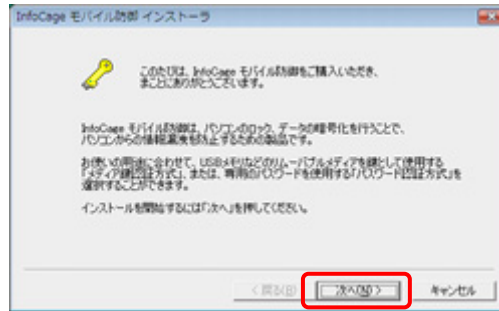 InfoCage モバイル防御 インストーラ
このたびは、InfoCage モバイル防御をご購入いただき、
まことにありがとうございます。
InfoCage モバイル防御は、パソコンのロック、データの暗号化を行うことで、
パソコンからの情報漏洩を防止するための製品です。
お使いの用途に合わせて、USBメモリなどのリムーバブルメディアを鍵として使用する
「メディア鍵認証方式」、または、専用のパスワードを使用する「パスワード認証方式」を
選択することができます。
インストールを開始するには「次へ」を押してください。
< 戻る(B)
次へ(N) >
キャンセル